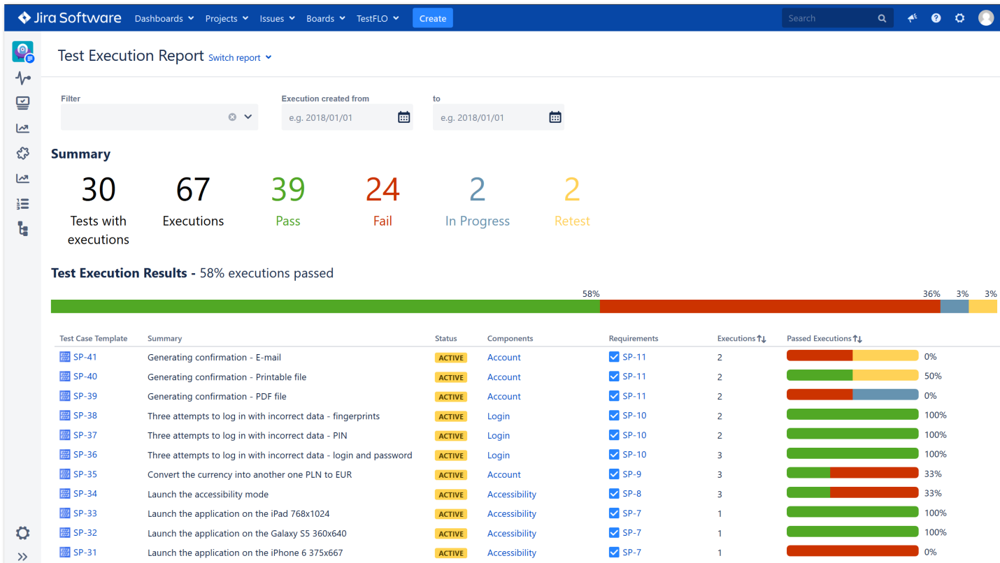 Jira Software Dashboards Projects Issues Boards TestFLO Create Search
Test Execution Report Switch report
Filter Execution created from to
e.g. 2018/01/01 e.g. 2018/01/01
Summary
30 67 39 24 2 2
Tests with executions Executions Pass Fail In Progress Retest
Test Execution Results - 58% executions passed
58% 36% 3% 3%
Test Case Template Summary Status Components Requirements Executions Passed Executions
SP-41 Generating confirmation - E-mail ACTIVE Account SP-11 2 0%
SP-40 Generating confirmation - Printable file ACTIVE Account SP-11 2 50%
SP-39 Generating confirmation - PDF file ACTIVE Account SP-11 2 0%
SP-38 Three attempts to log in with incorrect data - fingerprints ACTIVE Login SP-10 2 100%
SP-37 Three attempts to log in with incorrect data - PIN ACTIVE Login SP-10 2 100%
SP-36 Three attempts to log in with incorrect data - login and password ACTIVE Login SP-10 3 100%
SP-35 Convert the currency into another one PLN to EUR ACTIVE Account SP-9 3 33%
SP-34 Launch the accessibility mode ACTIVE Accessibility SP-8 3 33%
SP-33 Launch the application on the iPad 768x1024 ACTIVE Accessibility SP-7 1 100%
SP-32 Launch the application on the Galaxy S5 360x640 ACTIVE Accessibility SP-7 1 100%
SP-31 Launch the application on the iPhone 6 375x667 ACTIVE Accessibility SP-7 1 0%